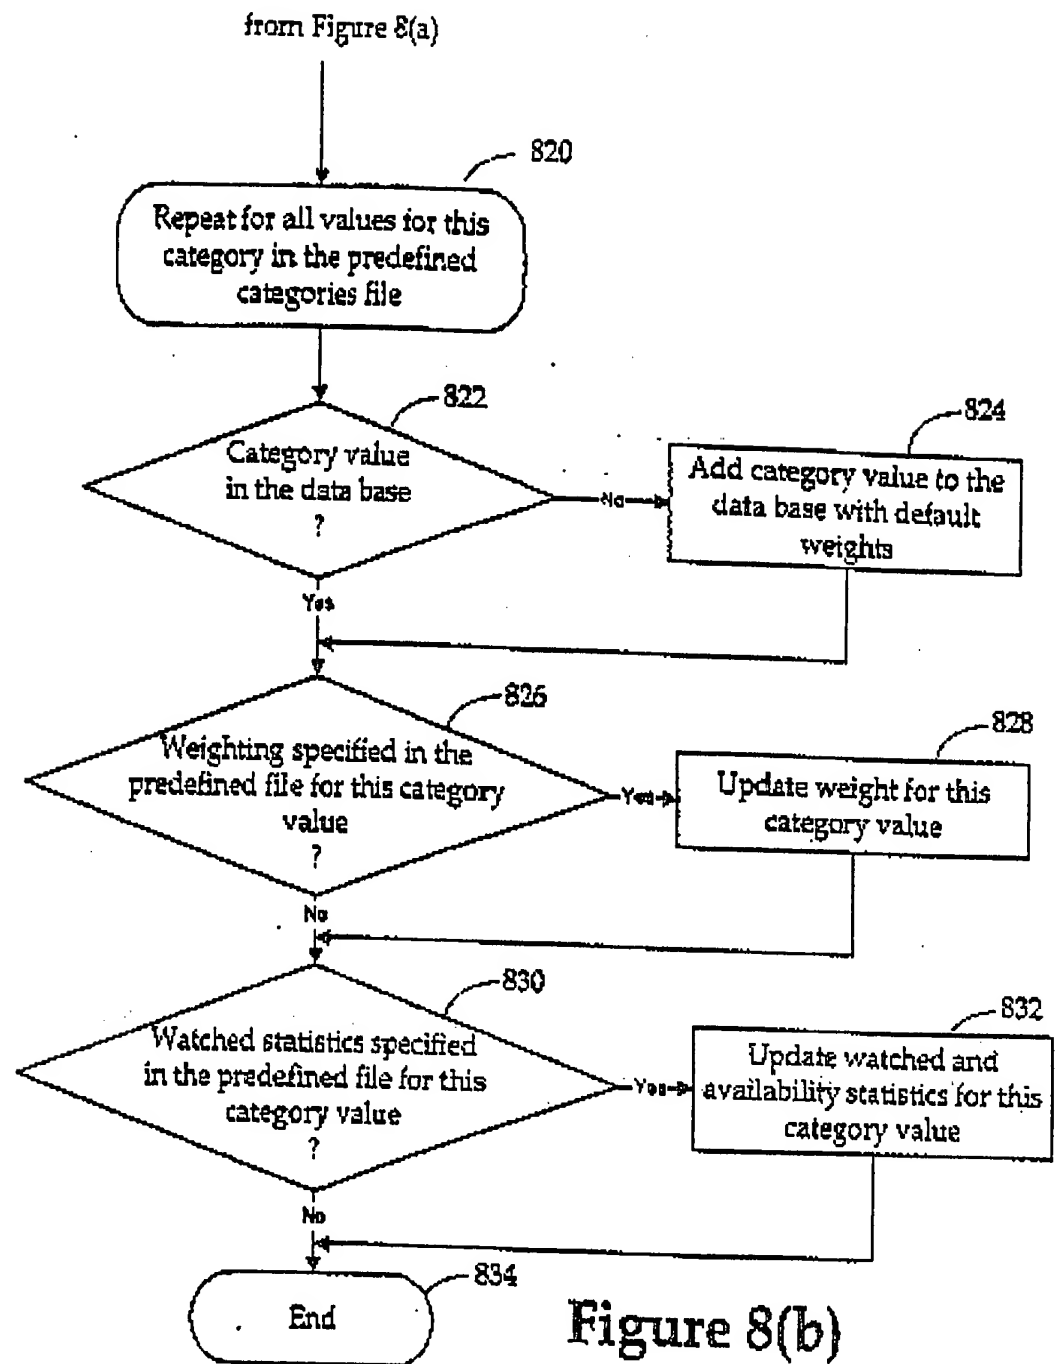 from Figure 8(a)
820
Repeat for all values for this
category in the predefined
categories file
822
Category value
in the data base
?
No
824
Add category value to the
data base with default
weights
Yes
826
Weighting specified in the
predefined file for this category
value
?
Yes
828
Update weight for this
category value
No
830
Watched statistics specified
in the predefined file for this
category value
?
Yes
832
Update watched and
availability statistics for this
category value
No
834
End
Figure 8(b)